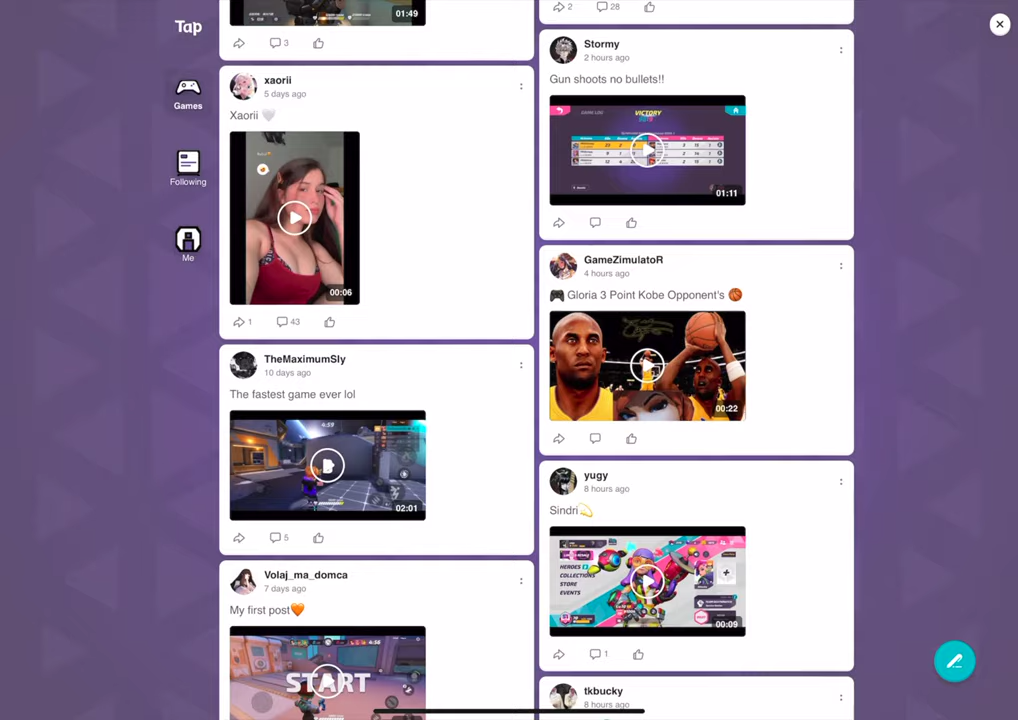 Tap
Games
Following
Me
01:49
3
xaorii
5 days ago
Xaorii 🤍
00:06
1
43
TheMaximumSly
10 days ago
The fastest game ever lol
4:59
02:01
5
Volaj_ma_domca
7 days ago
My first post🧡
4:56
START
2
28
Stormy
2 hours ago
Gun shoots no bullets!!
VICTORY
01:11
GameZimulatoR
4 hours ago
🎮 Gloria 3 Point Kobe Opponent's 🏀
00:22
yugy
8 hours ago
Sindri💫
HEROES
COLLECTIONS
STORE
EVENTS
00:09
1
tkbucky
8 hours ago